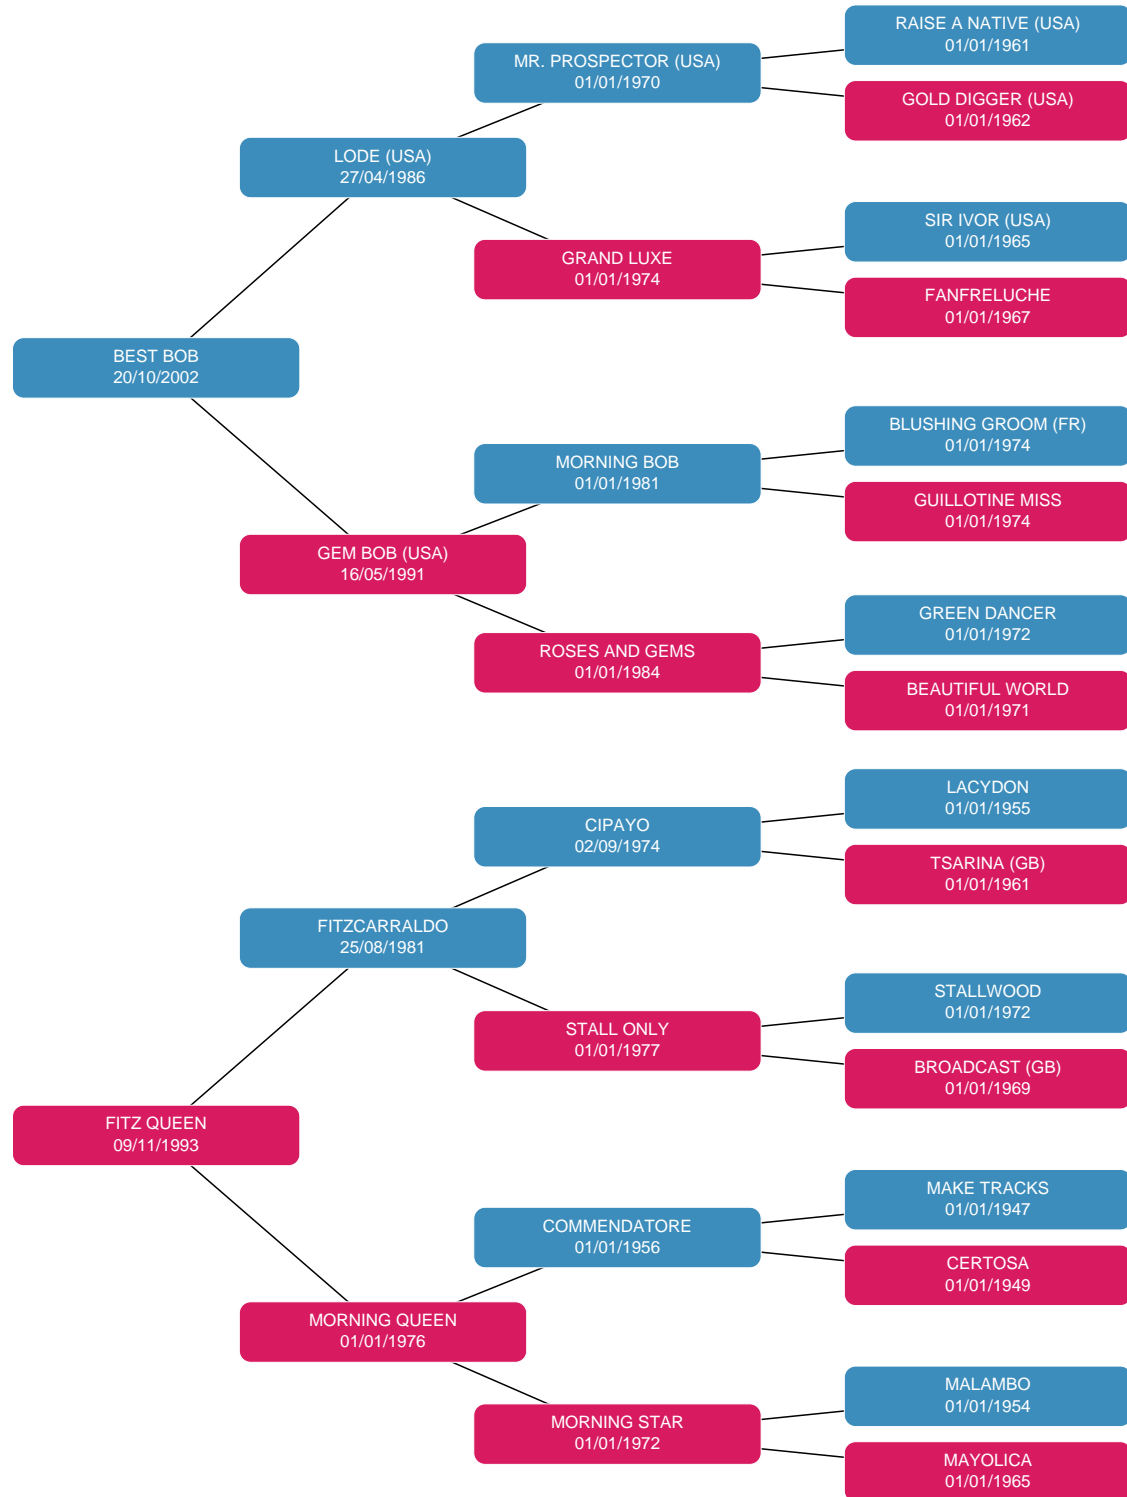 RAISE A NATIVE (USA)
01/01/1961
MR. PROSPECTOR (USA)
01/01/1970
GOLD DIGGER (USA)
01/01/1962
LODE (USA)
27/04/1986
SIR IVOR (USA)
01/01/1965
GRAND LUXE
01/01/1974
FANFRELUCHE
01/01/1967
BEST BOB
20/10/2002
BLUSHING GROOM (FR)
01/01/1974
MORNING BOB
01/01/1981
GUILLOTINE MISS
01/01/1974
GEM BOB (USA)
16/05/1991
GREEN DANCER
01/01/1972
ROSES AND GEMS
01/01/1984
BEAUTIFUL WORLD
01/01/1971
LACYDON
01/01/1955
CIPAYO
02/09/1974
TSARINA (GB)
01/01/1961
FITZCARRALDO
25/08/1981
STALLWOOD
01/01/1972
STALL ONLY
01/01/1977
BROADCAST (GB)
01/01/1969
FITZ QUEEN
09/11/1993
MAKE TRACKS
01/01/1947
COMMENDATORE
01/01/1956
CERTOSA
01/01/1949
MORNING QUEEN
01/01/1976
MALAMBO
01/01/1954
MORNING STAR
01/01/1972
MAYOLICA
01/01/1965